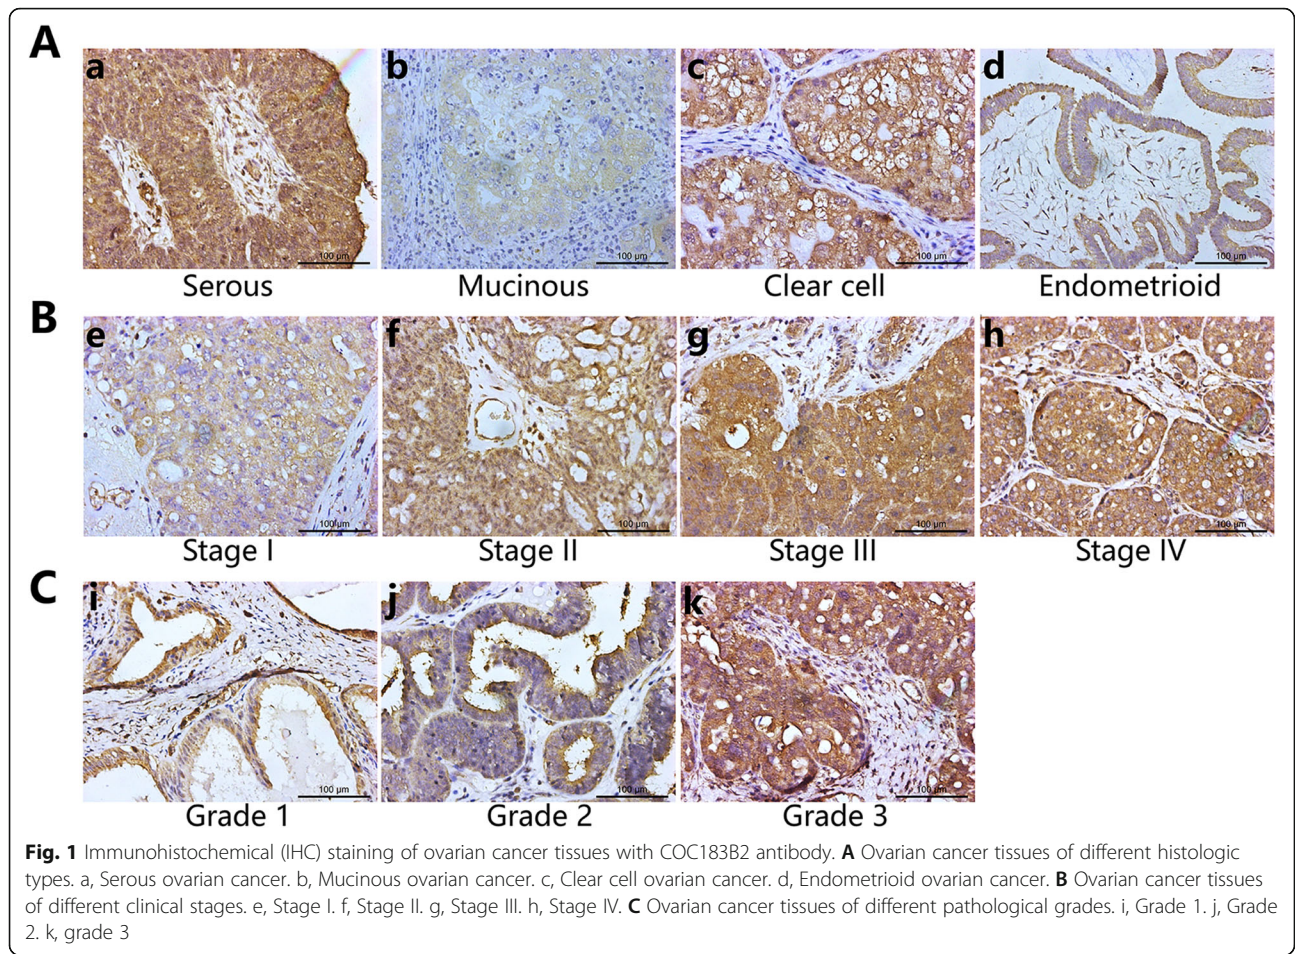 A
a b c d
100 µm 100 µm 100 µm 100 µm
Serous Mucinous Clear cell Endometrioid
B
e f g h
100 µm 100 µm 100 µm 100 µm
Stage I Stage II Stage III Stage IV
C
i j k
100 µm 100 µm 100 µm
Grade 1 Grade 2 Grade 3
Fig. 1 Immunohistochemical (IHC) staining of ovarian cancer tissues with COC183B2 antibody. A Ovarian cancer tissues of different histologic
types. a, Serous ovarian cancer. b, Mucinous ovarian cancer. c, Clear cell ovarian cancer. d, Endometrioid ovarian cancer. B Ovarian cancer tissues
of different clinical stages. e, Stage I. f, Stage II. g, Stage III. h, Stage IV. C Ovarian cancer tissues of different pathological grades. i, Grade 1. j, Grade
2. k, grade 3